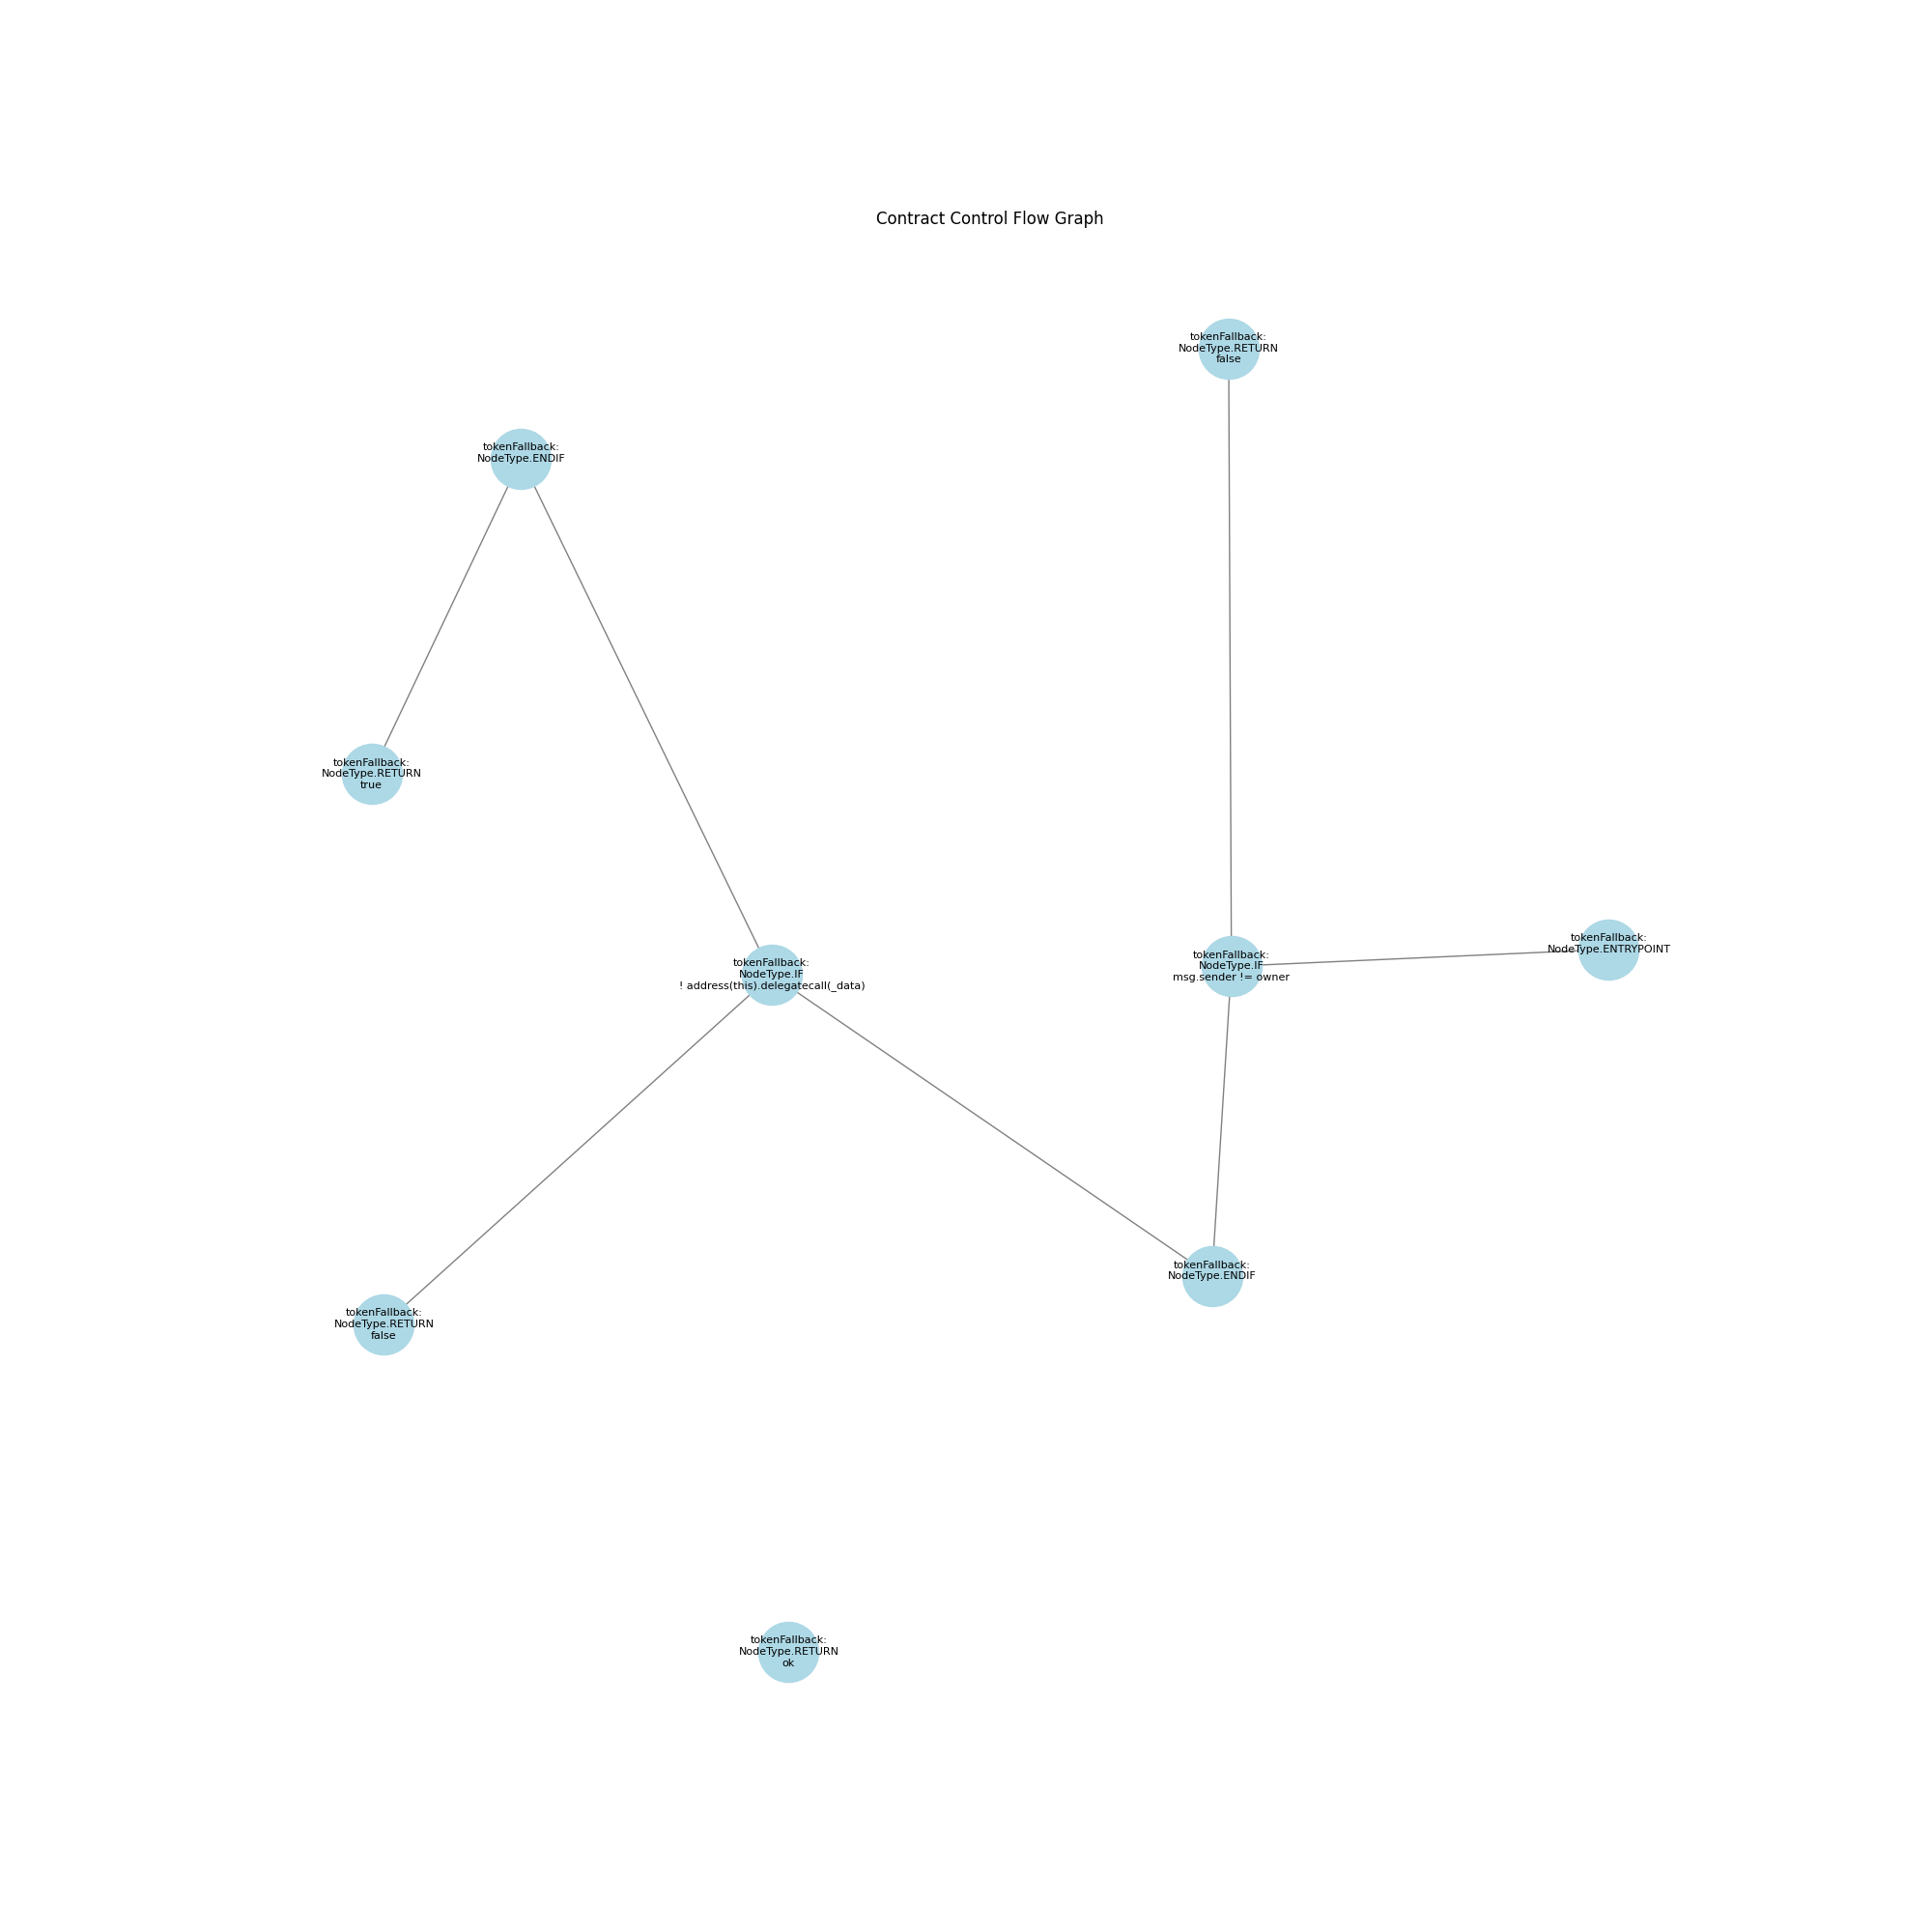 Contract Control Flow Graph
tokenFallback:
NodeType.RETURN
false
tokenFallback:
NodeType.ENDIF
tokenFallback:
NodeType.RETURN
true
tokenFallback:
NodeType.IF
! address(this).delegatecall(_data)
tokenFallback:
NodeType.IF
msg.sender != owner
tokenFallback:
NodeType.ENTRYPOINT
tokenFallback:
NodeType.ENDIF
tokenFallback:
NodeType.RETURN
false
tokenFallback:
NodeType.RETURN
ok